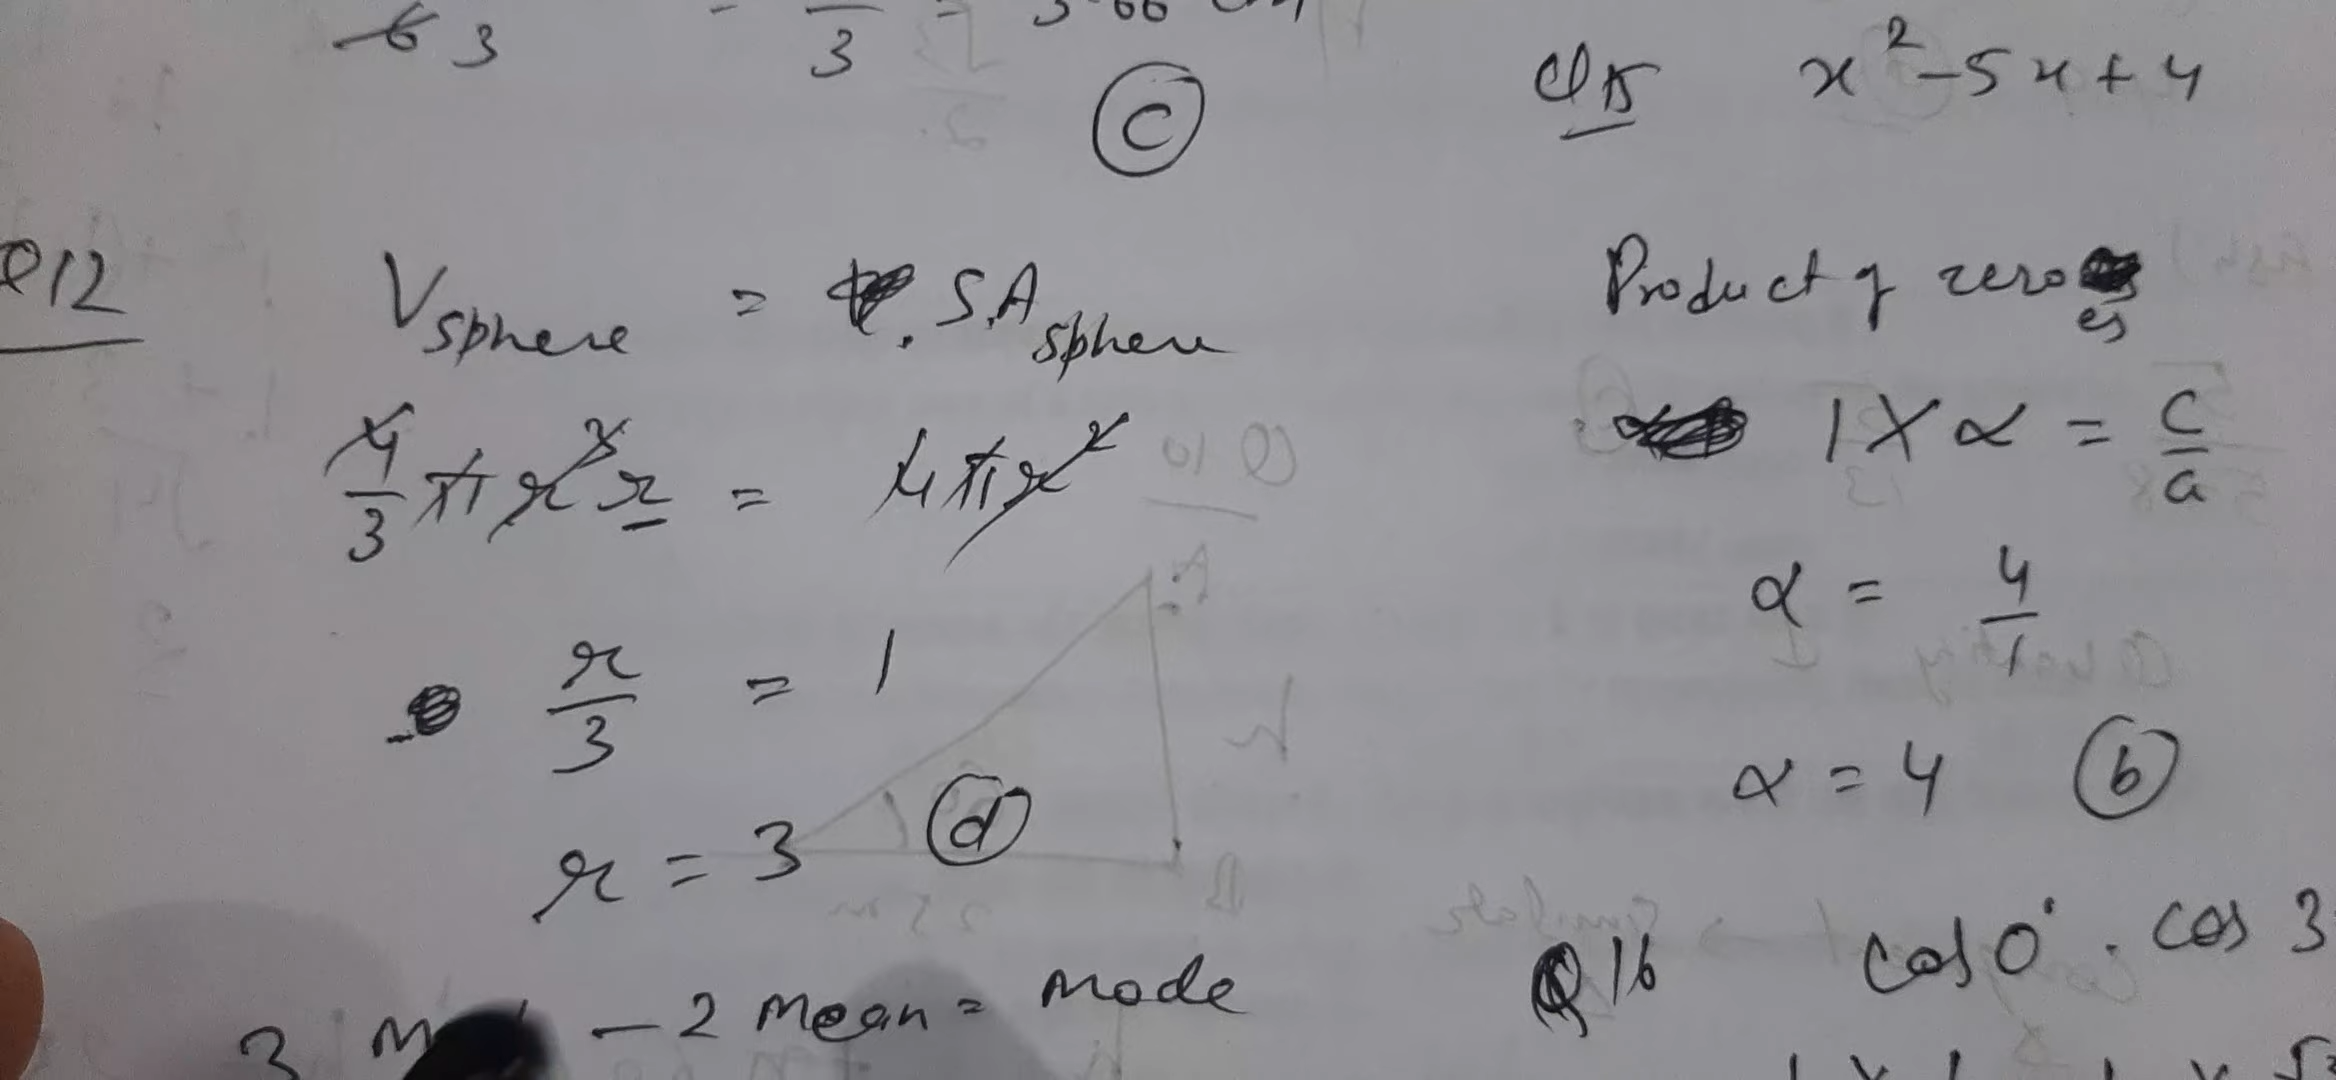 6 3
3
C
Q12
V sphere = S.A sphere
4/3 π r² r = 4 π r²
r/3 = 1
r = 3 (d)
- 2 mean = mode
Q15 x² - 5x + 4
Product of zeroes
1 × α = c/a
α = 4/1
α = 4 (b)
Q16 cos 0° . cos 3